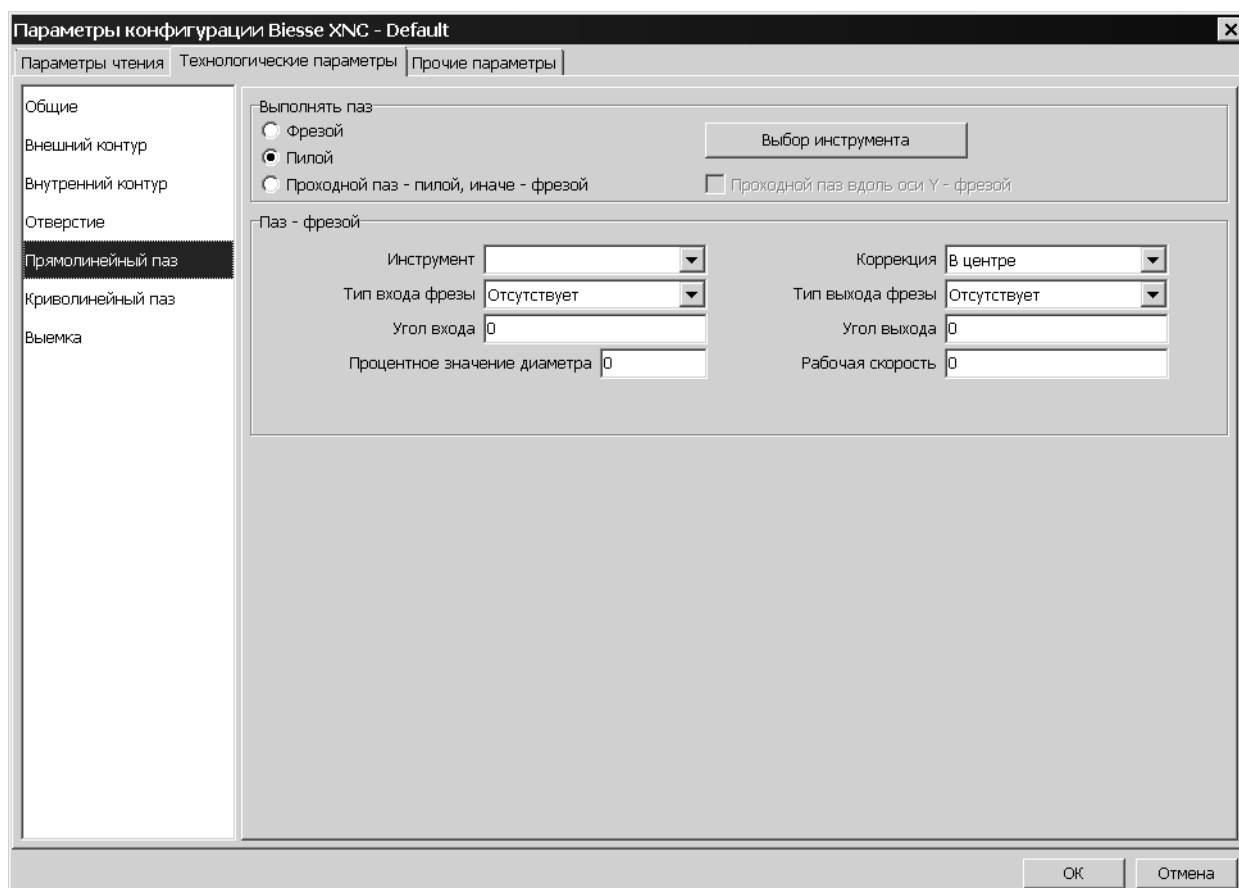 Параметры конфигурации Biesse XNC - Default
Параметры чтения Технологические параметры Прочие параметры
Общие
Внешний контур
Внутренний контур
Отверстие
Прямолинейный паз
Криволинейный паз
Выемка
Выполнять паз
Фрезой
Пилой
Проходной паз - пилой, иначе - фрезой
Выбор инструмента
Проходной паз вдоль оси Y - фрезой
Паз - фрезой
Инструмент
Коррекция В центре
Тип входа фрезы Отсутствует
Тип выхода фрезы Отсутствует
Угол входа 0
Угол выхода 0
Процентное значение диаметра 0
Рабочая скорость 0
ОК Отмена